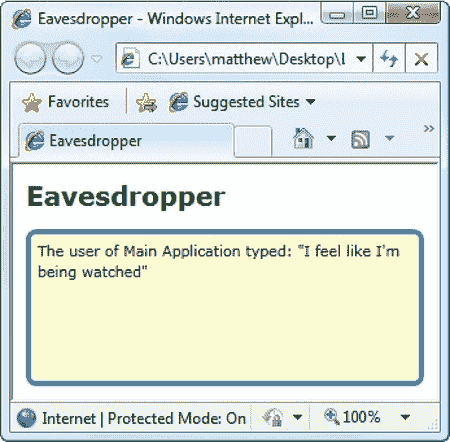 Eavesdropper - Windows Internet Expl...
C:\Users\matthew\Desktop\
Favorites
Suggested Sites
Eavesdropper
Eavesdropper
The user of Main Application typed: "I feel like I'm
being watched"
Internet | Protected Mode: On
100%